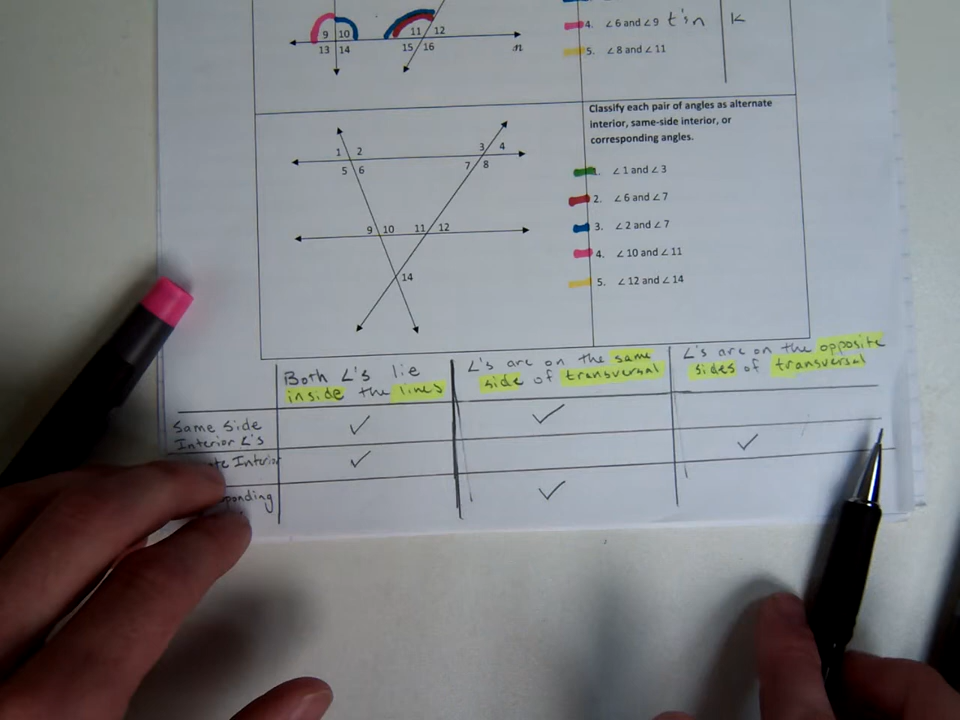 9 10
11 12
13 14
15 16
n
4. ∠6 and ∠9
K
5. ∠8 and ∠11
Classify each pair of angles as alternate
interior, same-side interior, or
corresponding angles.
1 2
3 4
5 6
7 8
9 10 11 12
14
1. ∠1 and ∠3
2. ∠6 and ∠7
3. ∠2 and ∠7
4. ∠10 and ∠11
5. ∠12 and ∠14
Both ∠'s lie
inside the lines
∠'s are on the same
side of transversal
∠'s are on the opposite
sides of transversal
Same Side
Interior ∠'s
Interior